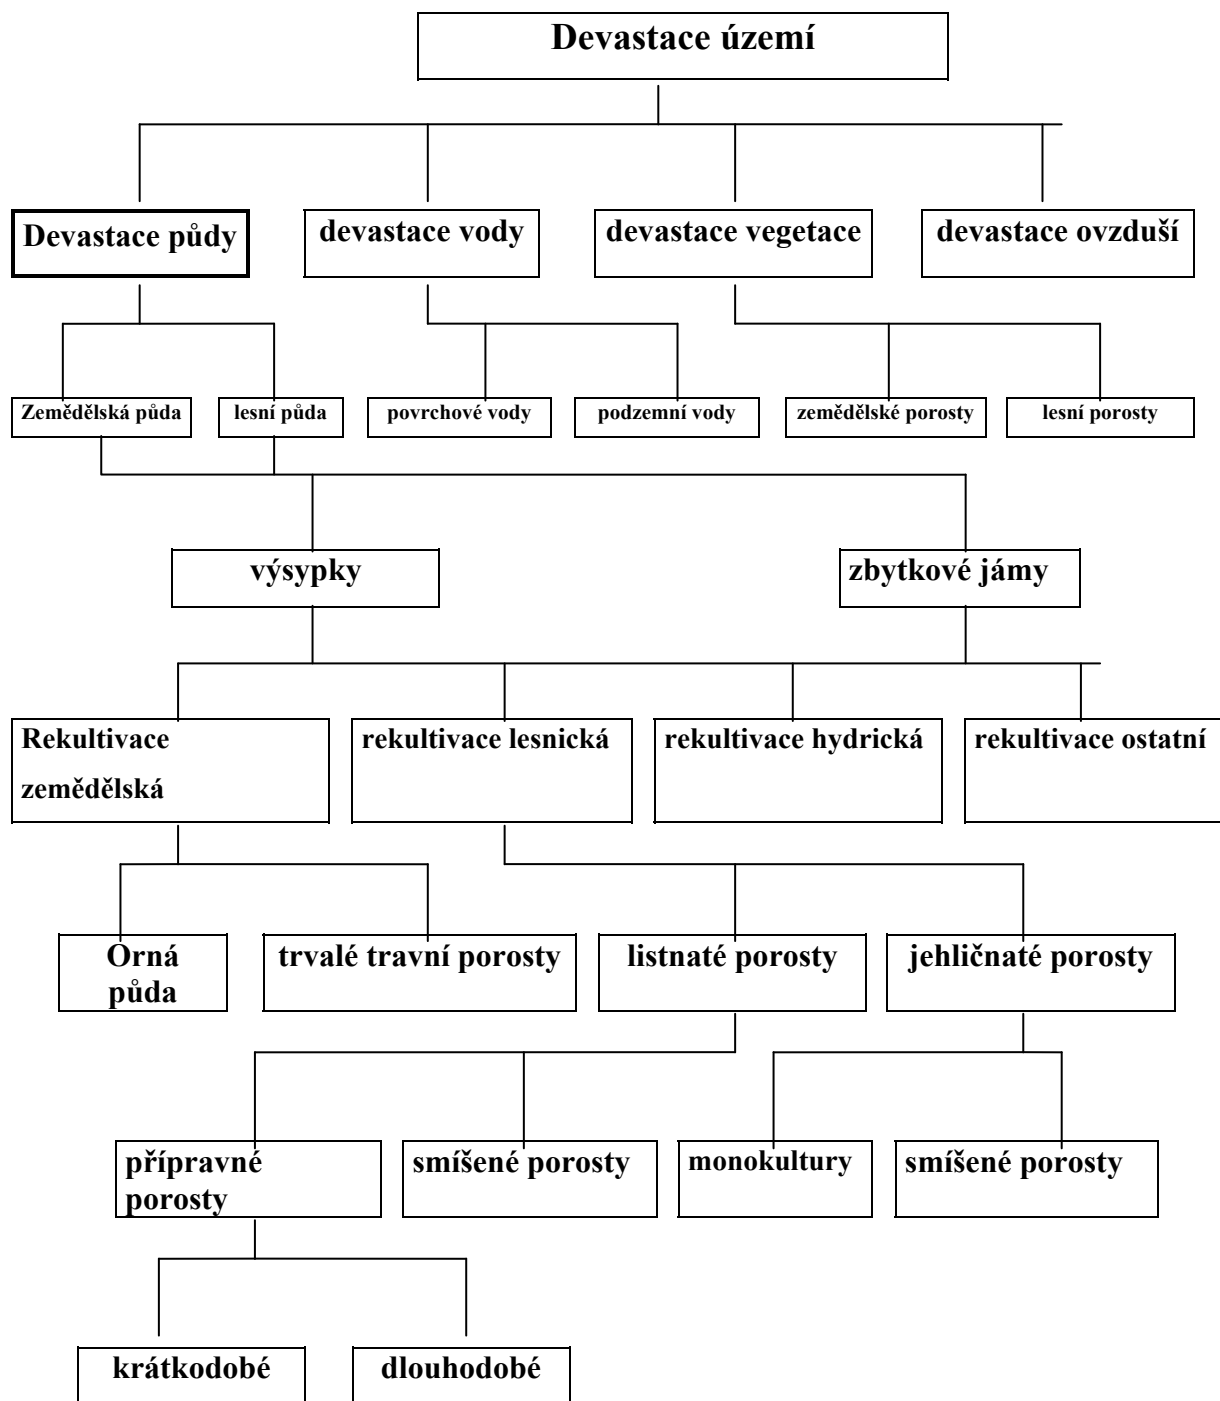 Devastace území
Devastace půdy
devastace vody
devastace vegetace
devastace ovzduší
Zemědělská půda
lesní půda
povrchové vody
podzemní vody
zemědělské porosty
lesní porosty
výsypky
zbytkové jámy
Rekultivace
zemědělská
rekultivace lesnická
rekultivace hydrická
rekultivace ostatní
Orná
půda
trvalé travní porosty
listnaté porosty
jehličnaté porosty
přípravné
porosty
smíšené porosty
monokultury
smíšené porosty
krátkodobé
dlouhodobé